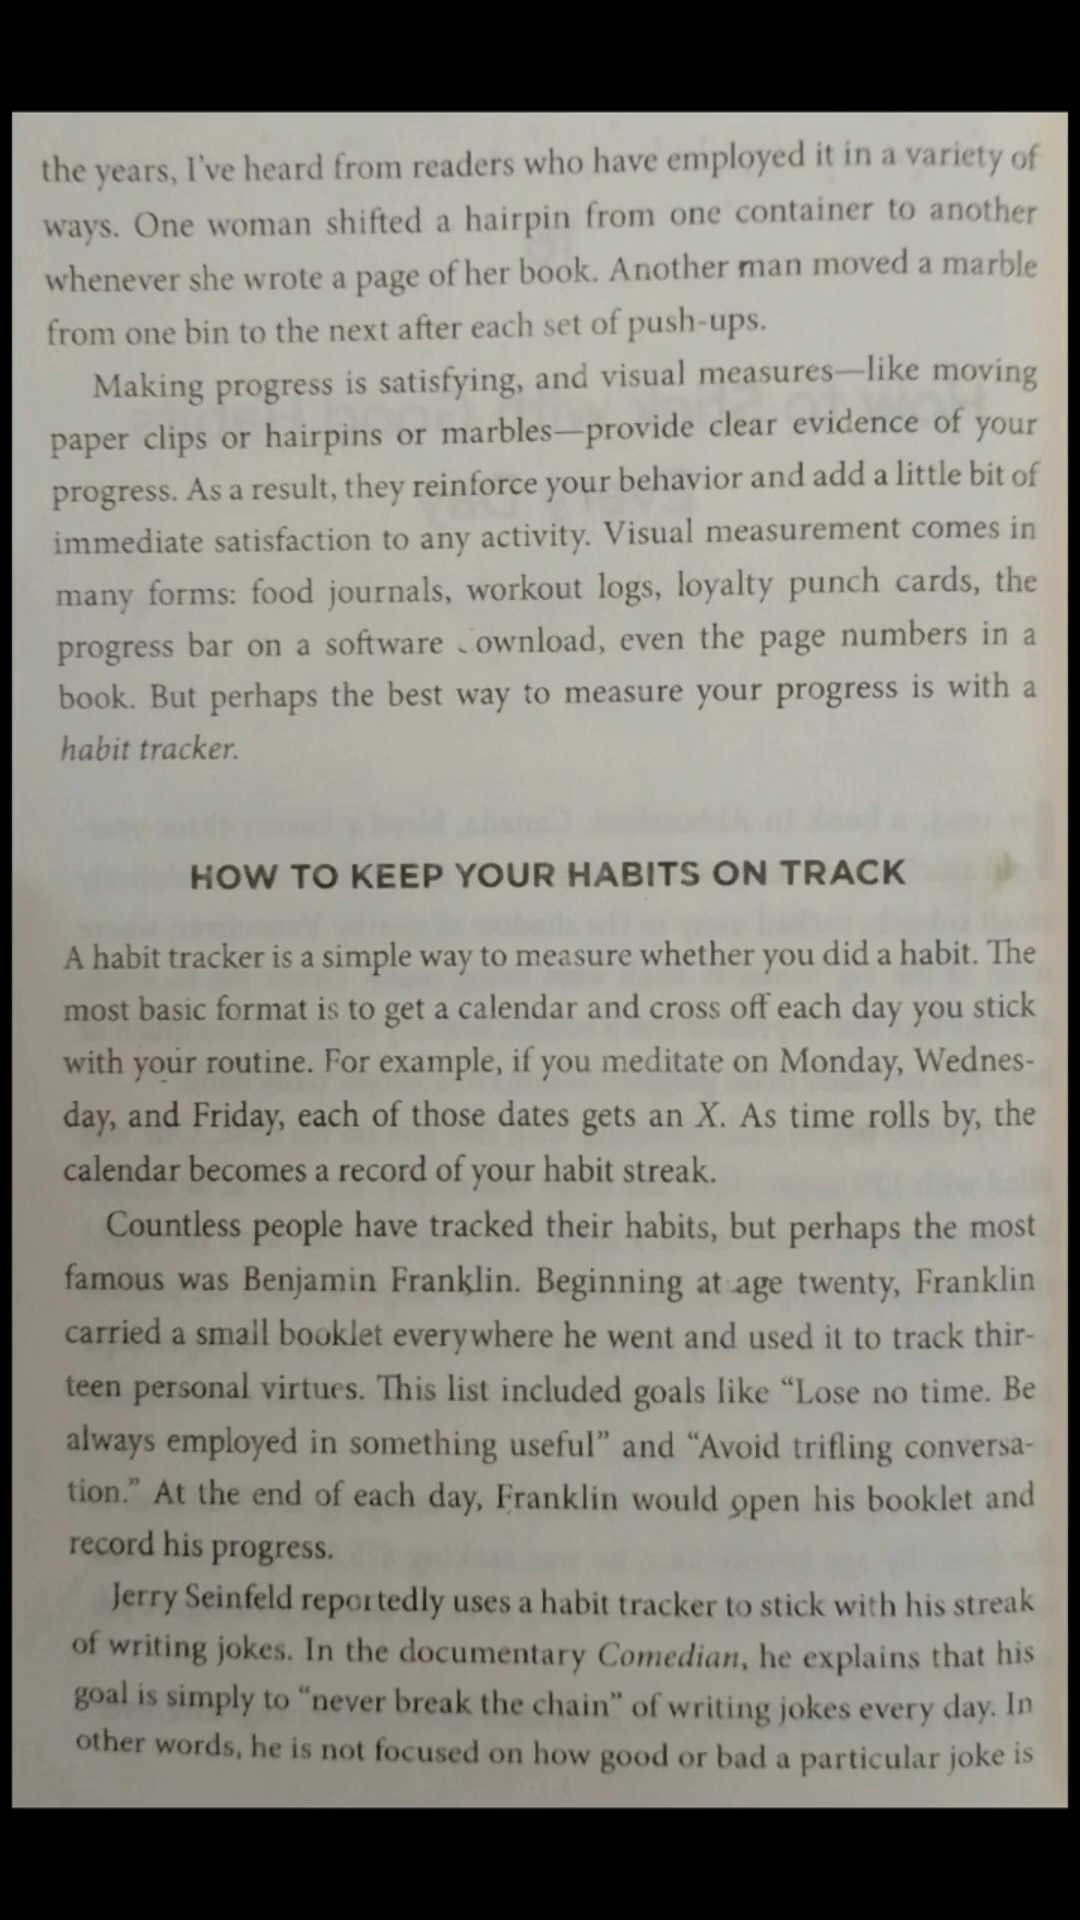 the years, I've heard from readers who have employed it in a variety of
ways. One woman shifted a hairpin from one container to another
whenever she wrote a page of her book. Another man moved a marble
from one bin to the next after each set of push-ups.
Making progress is satisfying, and visual measures—like moving
paper clips or hairpins or marbles—provide clear evidence of your
progress. As a result, they reinforce your behavior and add a little bit of
immediate satisfaction to any activity. Visual measurement comes in
many forms: food journals, workout logs, loyalty punch cards, the
progress bar on a software ownload, even the page numbers in a
book. But perhaps the best way to measure your progress is with a
habit tracker.
HOW TO KEEP YOUR HABITS ON TRACK
A habit tracker is a simple way to measure whether you did a habit. The
most basic format is to get a calendar and cross off each day you stick
with your routine. For example, if you meditate on Monday, Wednes-
day, and Friday, each of those dates gets an X. As time rolls by, the
calendar becomes a record of your habit streak.
Countless people have tracked their habits, but perhaps the most
famous was Benjamin Franklin. Beginning at age twenty, Franklin
carried a small booklet everywhere he went and used it to track thir-
teen personal virtues. This list included goals like “Lose no time. Be
always employed in something useful” and “Avoid trifling conversa-
tion.” At the end of each day, Franklin would open his booklet and
record his progress.
Jerry Seinfeld reportedly uses a habit tracker to stick with his streak
of writing jokes. In the documentary Comedian, he explains that his
goal is simply to “never break the chain” of writing jokes every day. In
other words, he is not focused on how good or bad a particular joke is